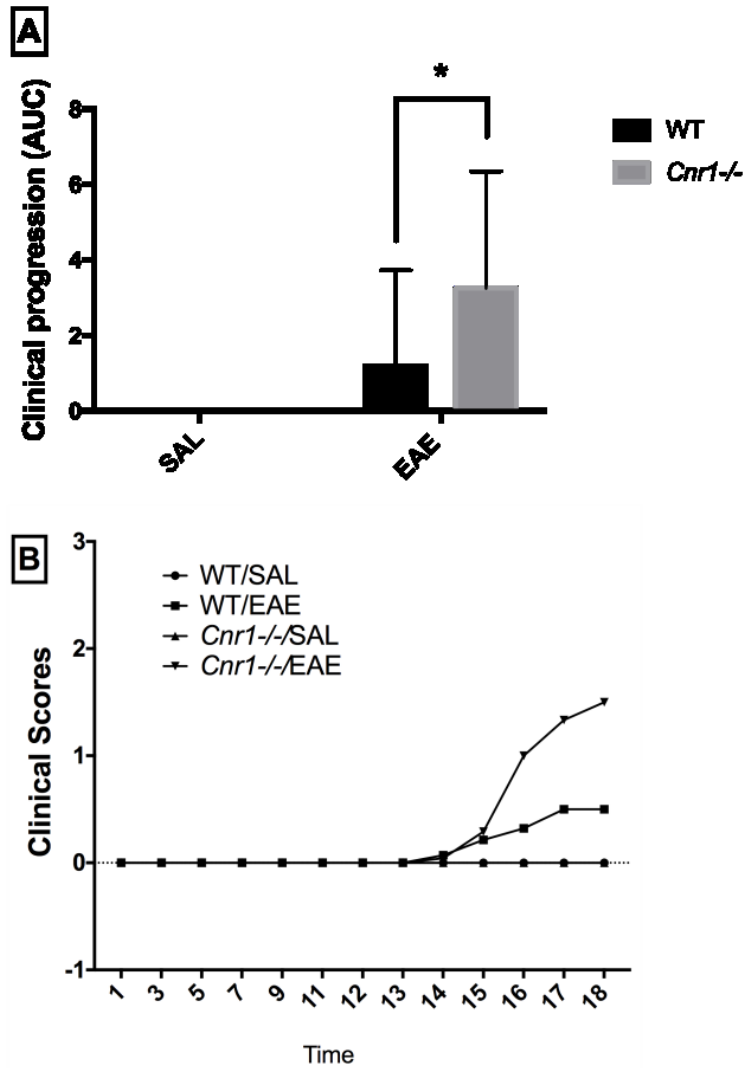 A
Clinical progression (AUC)
8
6
4
2
0
SAL
EAE
*
WT
Cnr1-/-
B
Clinical Scores
3
2
1
0
-1
WT/SAL
WT/EAE
Cnr1-/-/SAL
Cnr1-/-/EAE
1 3 5 7 9 11 12 13 14 15 16 17 18
Time